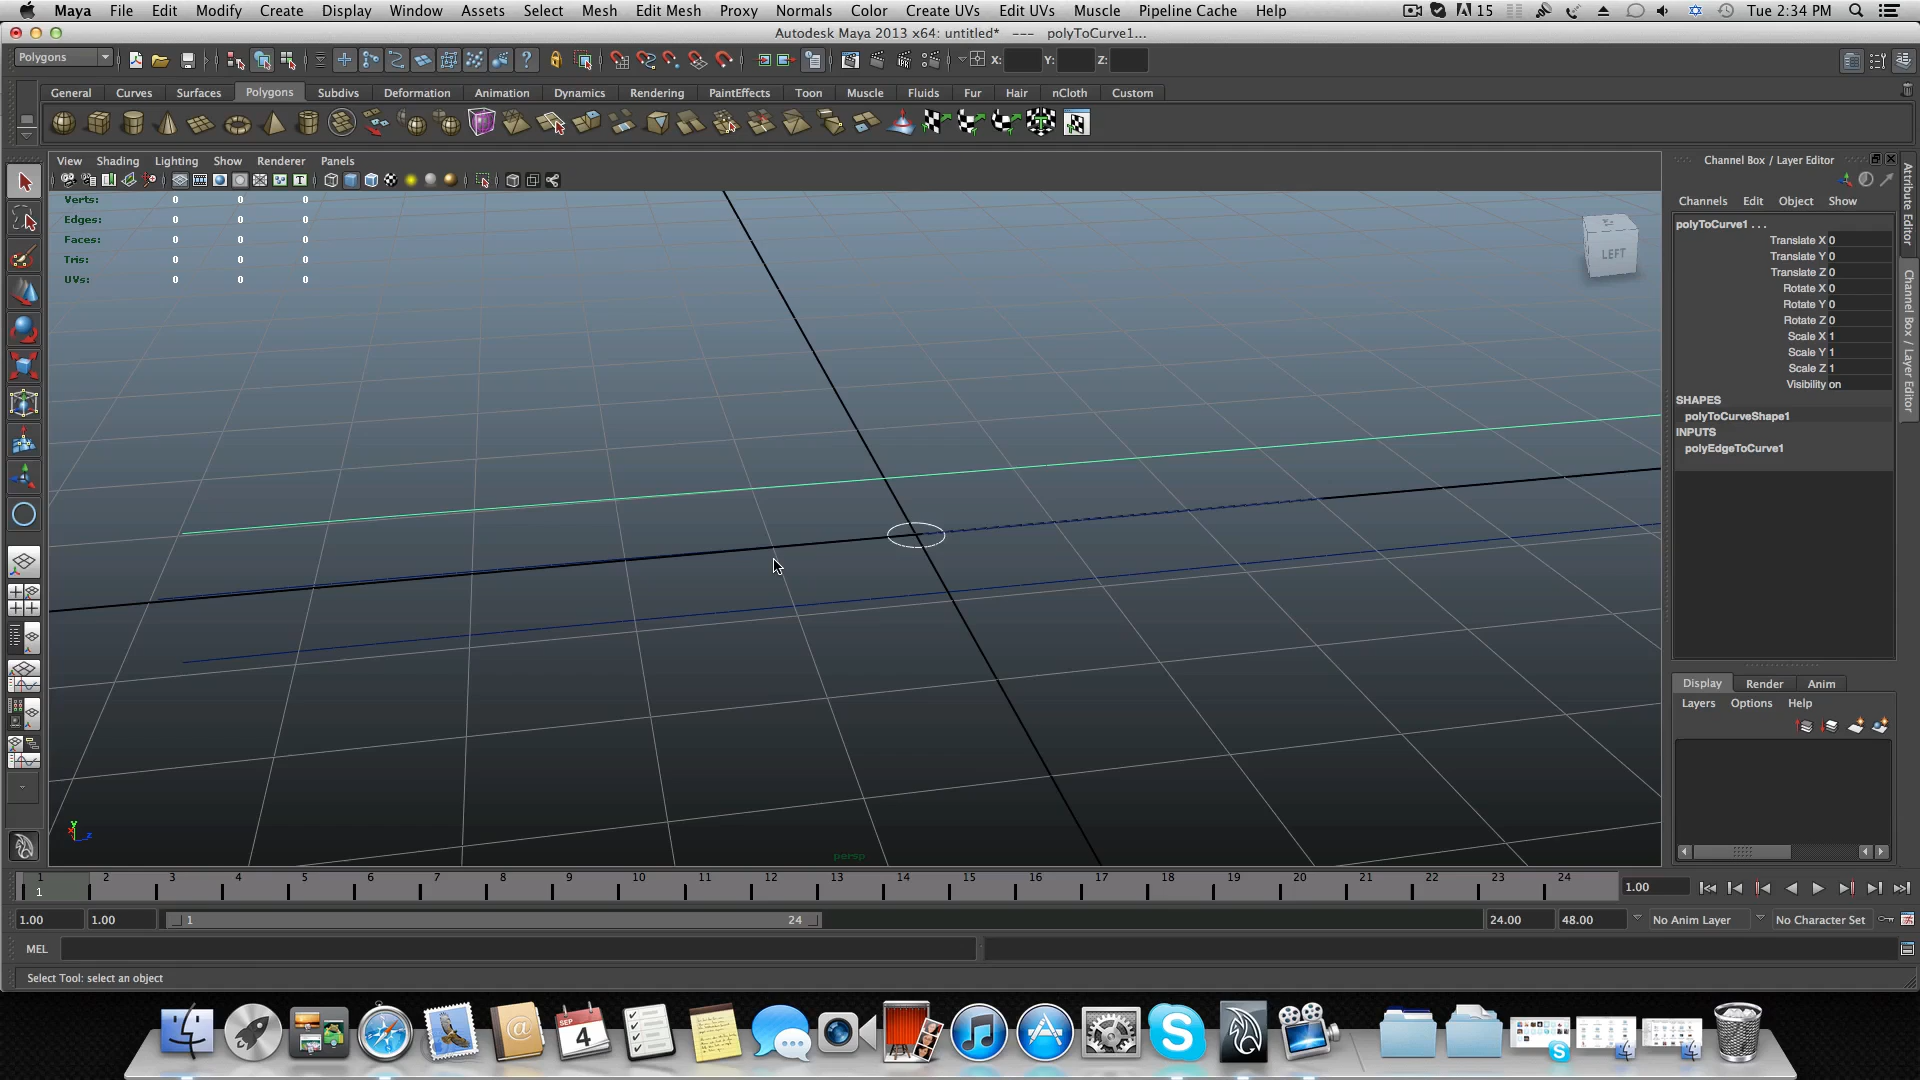 Maya File Edit Modify Create Display Window Assets Select Mesh Edit Mesh Proxy Normals Color Create UVs Edit UVs Muscle Pipeline Cache Help 15 Tue 2:34 PM
Autodesk Maya 2013 x64: untitled* --- polyToCurve1...
Polygons X: Y: Z:
General Curves Surfaces Polygons Subdivs Deformation Animation Dynamics Rendering PaintEffects Toon Muscle Fluids Fur Hair nCloth Custom
View Shading Lighting Show Renderer Panels
Verts: 0 0 0
Edges: 0 0 0
Faces: 0 0 0
Tris: 0 0 0
UVs: 0 0 0
LEFT
persp
Channel Box / Layer Editor
Channels Edit Object Show
polyToCurve1 . . .
Translate X 0
Translate Y 0
Translate Z 0
Rotate X 0
Rotate Y 0
Rotate Z 0
Scale X 1
Scale Y 1
Scale Z 1
Visibility on
SHAPES
polyToCurveShape1
INPUTS
polyEdgeToCurve1
Attribute Editor
Channel Box / Layer Editor
Display Render Anim
Layers Options Help
1 2 3 4 5 6 7 8 9 10 11 12 13 14 15 16 17 18 19 20 21 22 23 24
1 1.00
1.00 1.00 1 24 24.00 48.00 No Anim Layer No Character Set
MEL
Select Tool: select an object
SEP
4